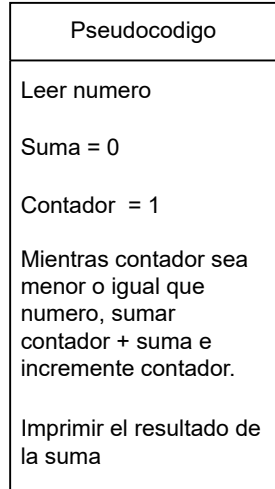 Pseudocodigo
Leer numero
Suma = 0
Contador  = 1
Mientras contador sea
menor o igual que
numero, sumar
contador + suma e
incremente contador.
Imprimir el resultado de
la suma